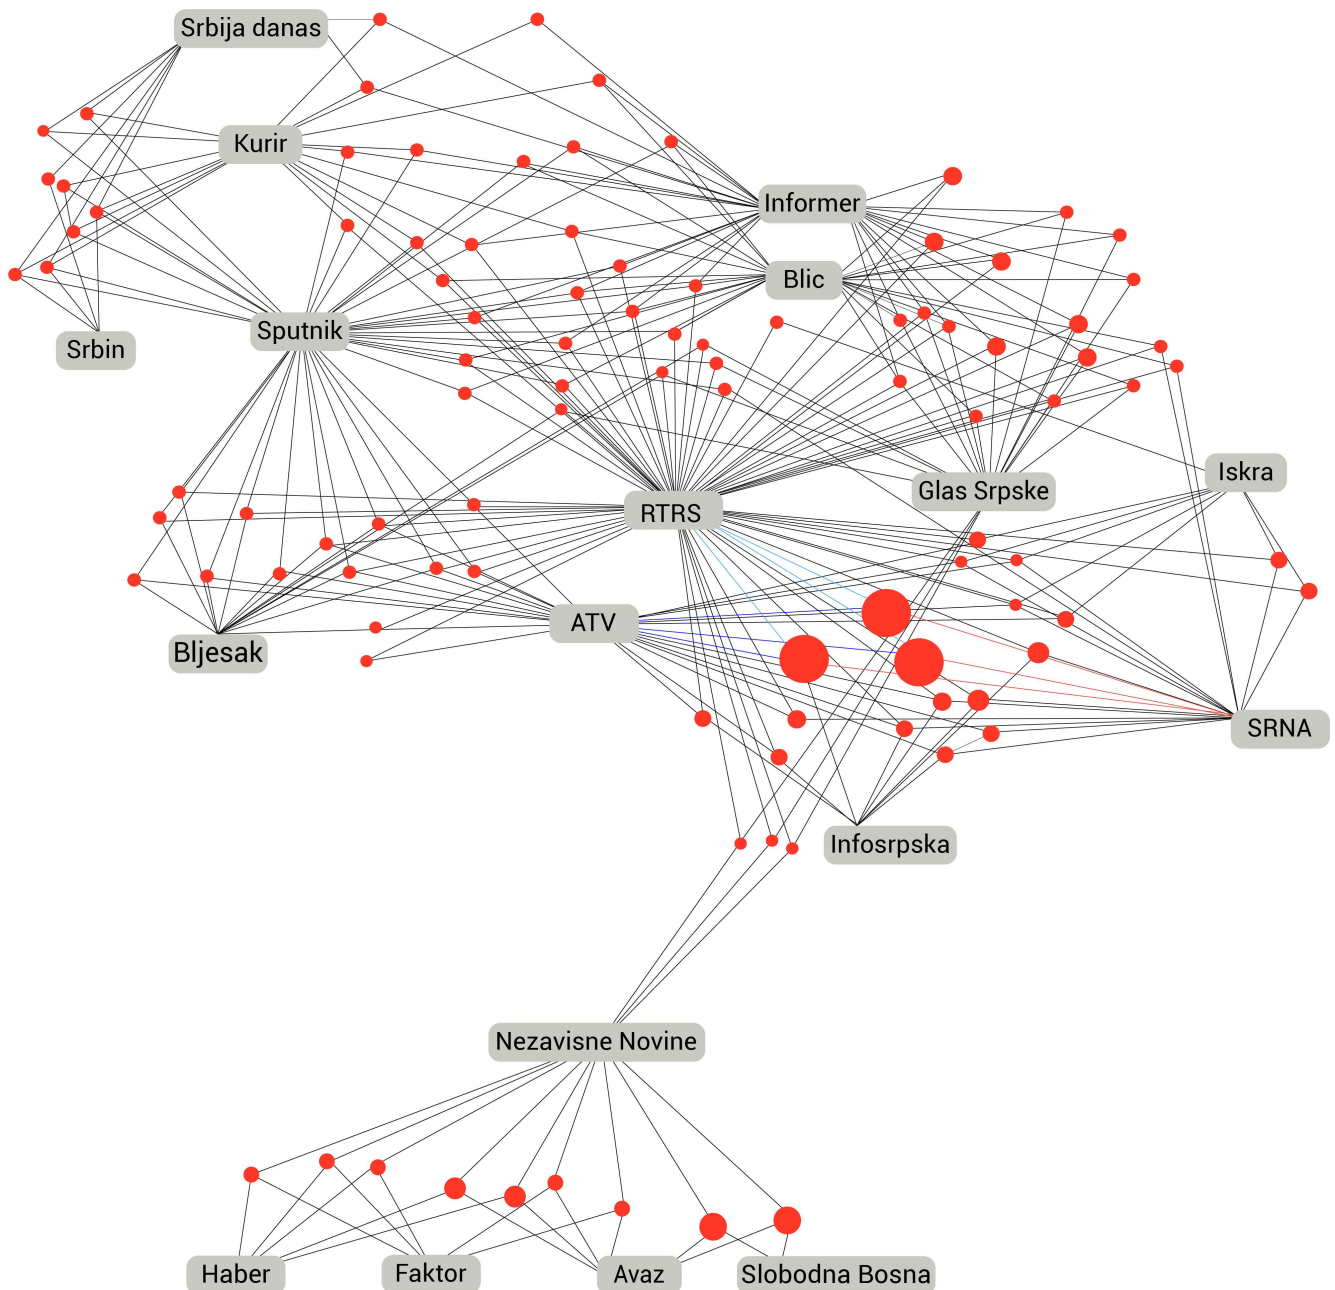 Srbija danas
Kurir
Informer
Blic
Sputnik
Srbin
Iskra
Glas Srpske
RTRS
ATV
Bljesak
SRNA
Infosrpska
Nezavisne Novine
Haber
Faktor
Avaz
Slobodna Bosna